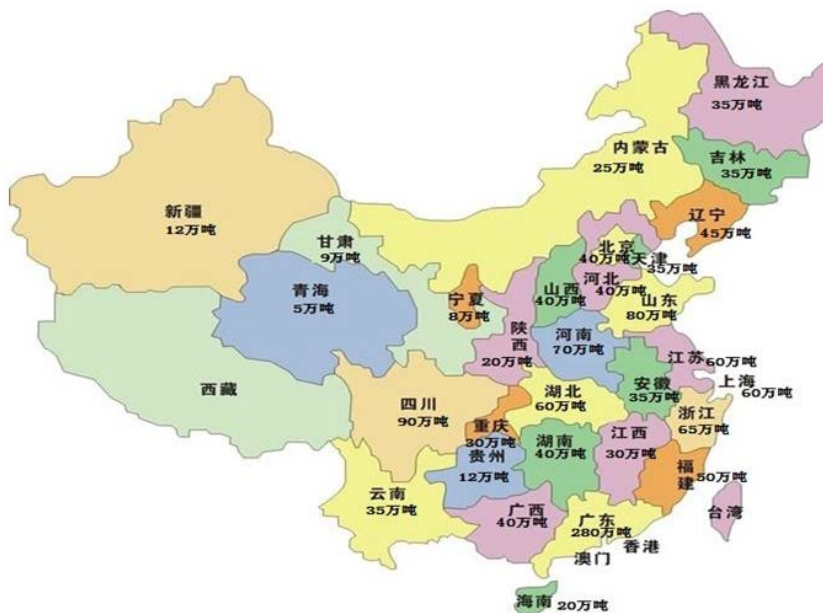 黑龙江
35万吨
内蒙古
25万吨
吉林
35万吨
新疆
12万吨
辽宁
45万吨
甘肃
9万吨
北京
40万吨
天津
35万吨
青海
5万吨
宁夏
8万吨
山西
40万吨
河北
40万吨
山东
80万吨
陕西
20万吨
河南
70万吨
江苏
60万吨
上海
60万吨
西藏
四川
90万吨
湖北
60万吨
安徽
35万吨
浙江
65万吨
重庆
30万吨
湖南
40万吨
江西
30万吨
贵州
12万吨
福建
50万吨
云南
35万吨
广西
40万吨
广东
280万吨
台湾
香港
澳门
海南
20万吨